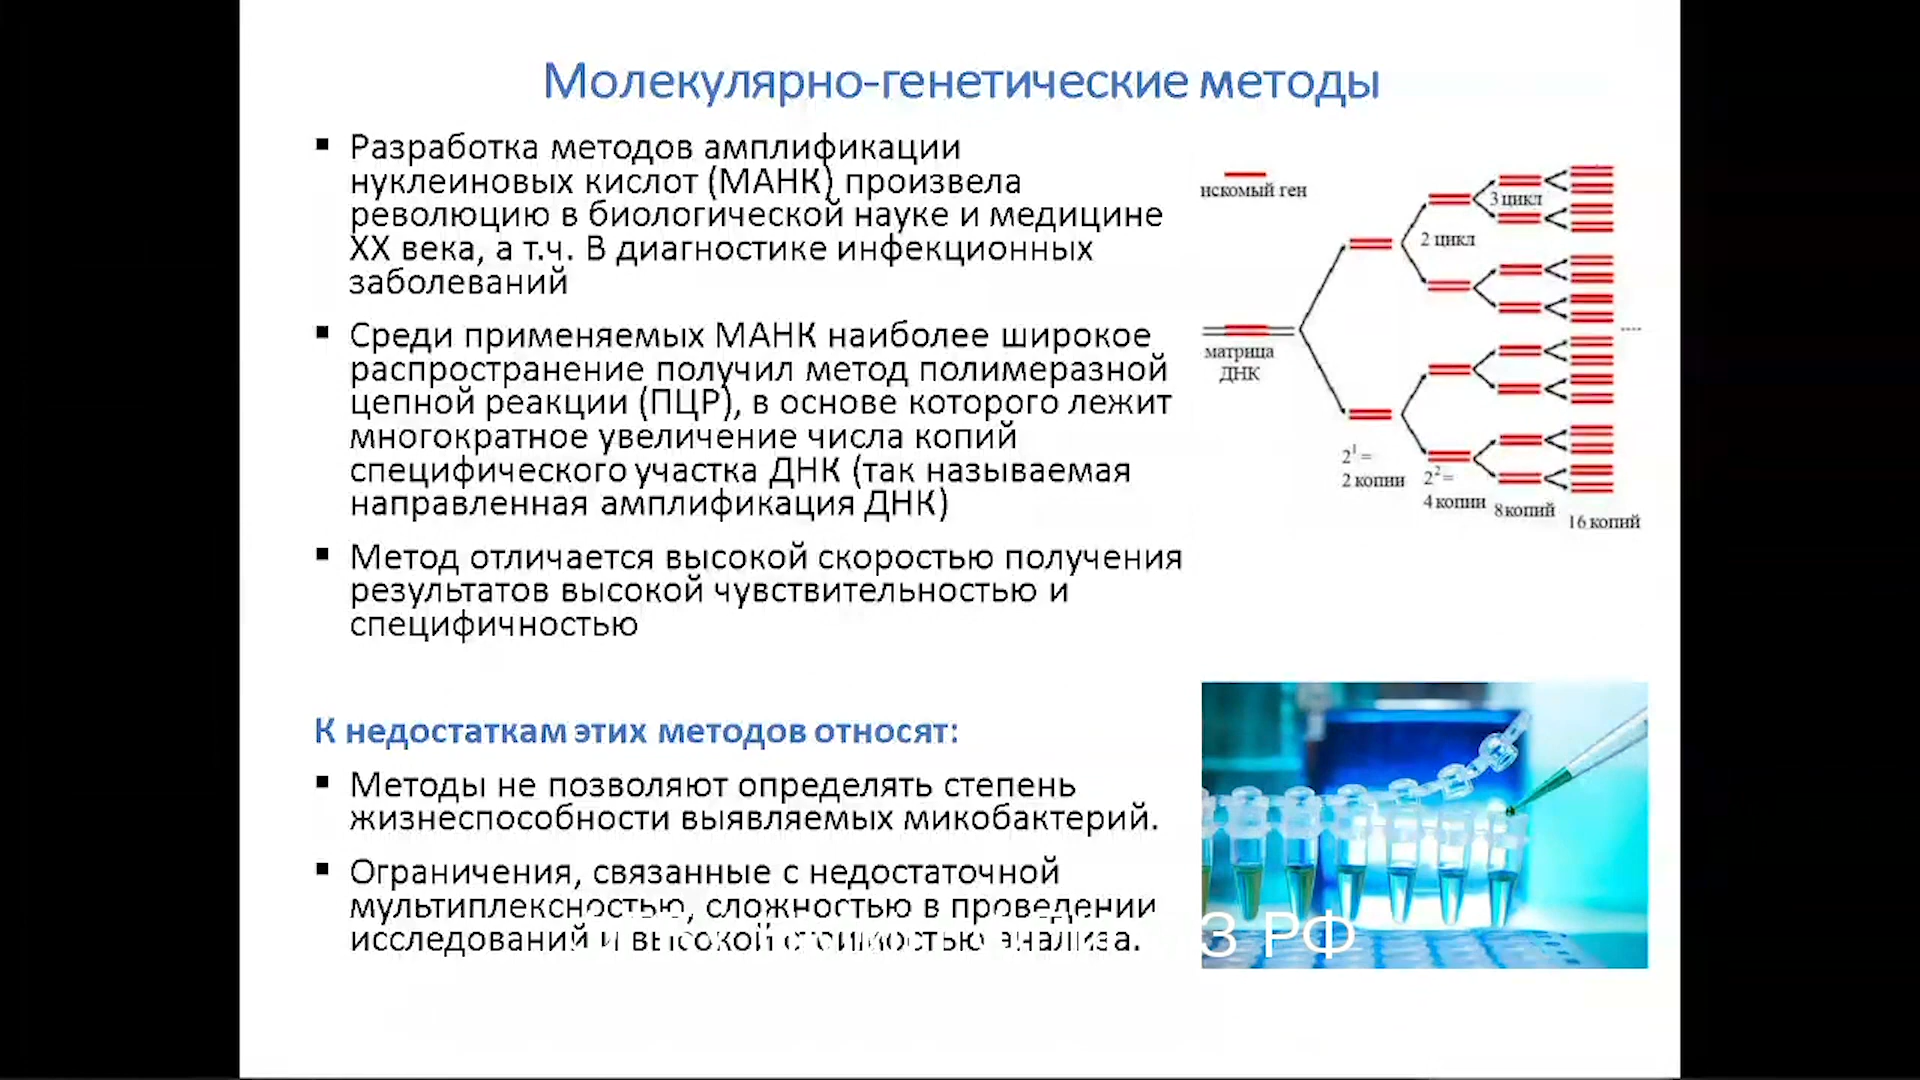 Молекулярно-генетические методы
▪ Разработка методов амплификации
нуклеиновых кислот (МАНК) произвела
революцию в биологической науке и медицине
XX века, а т.ч. В диагностике инфекционных
заболеваний
▪ Среди применяемых МАНК наиболее широкое
распространение получил метод полимеразной
цепной реакции (ПЦР), в основе которого лежит
многократное увеличение числа копий
специфического участка ДНК (так называемая
направленная амплификация ДНК)
▪ Метод отличается высокой скоростью получения
результатов высокой чувствительностью и
специфичностью
К недостаткам этих методов относят:
▪ Методы не позволяют определять степень
жизнеспособности выявляемых микобактерий.
▪ Ограничения, связанные с недостаточной
мультиплексностью, сложностью в проведении
исследований и высокой стоимостью анализа.
искомый ген
3 цикл
2 цикл
матрица
ДНК
....
2¹ =
2 копии
2² =
4 копии
8 копий
16 копий
РФ